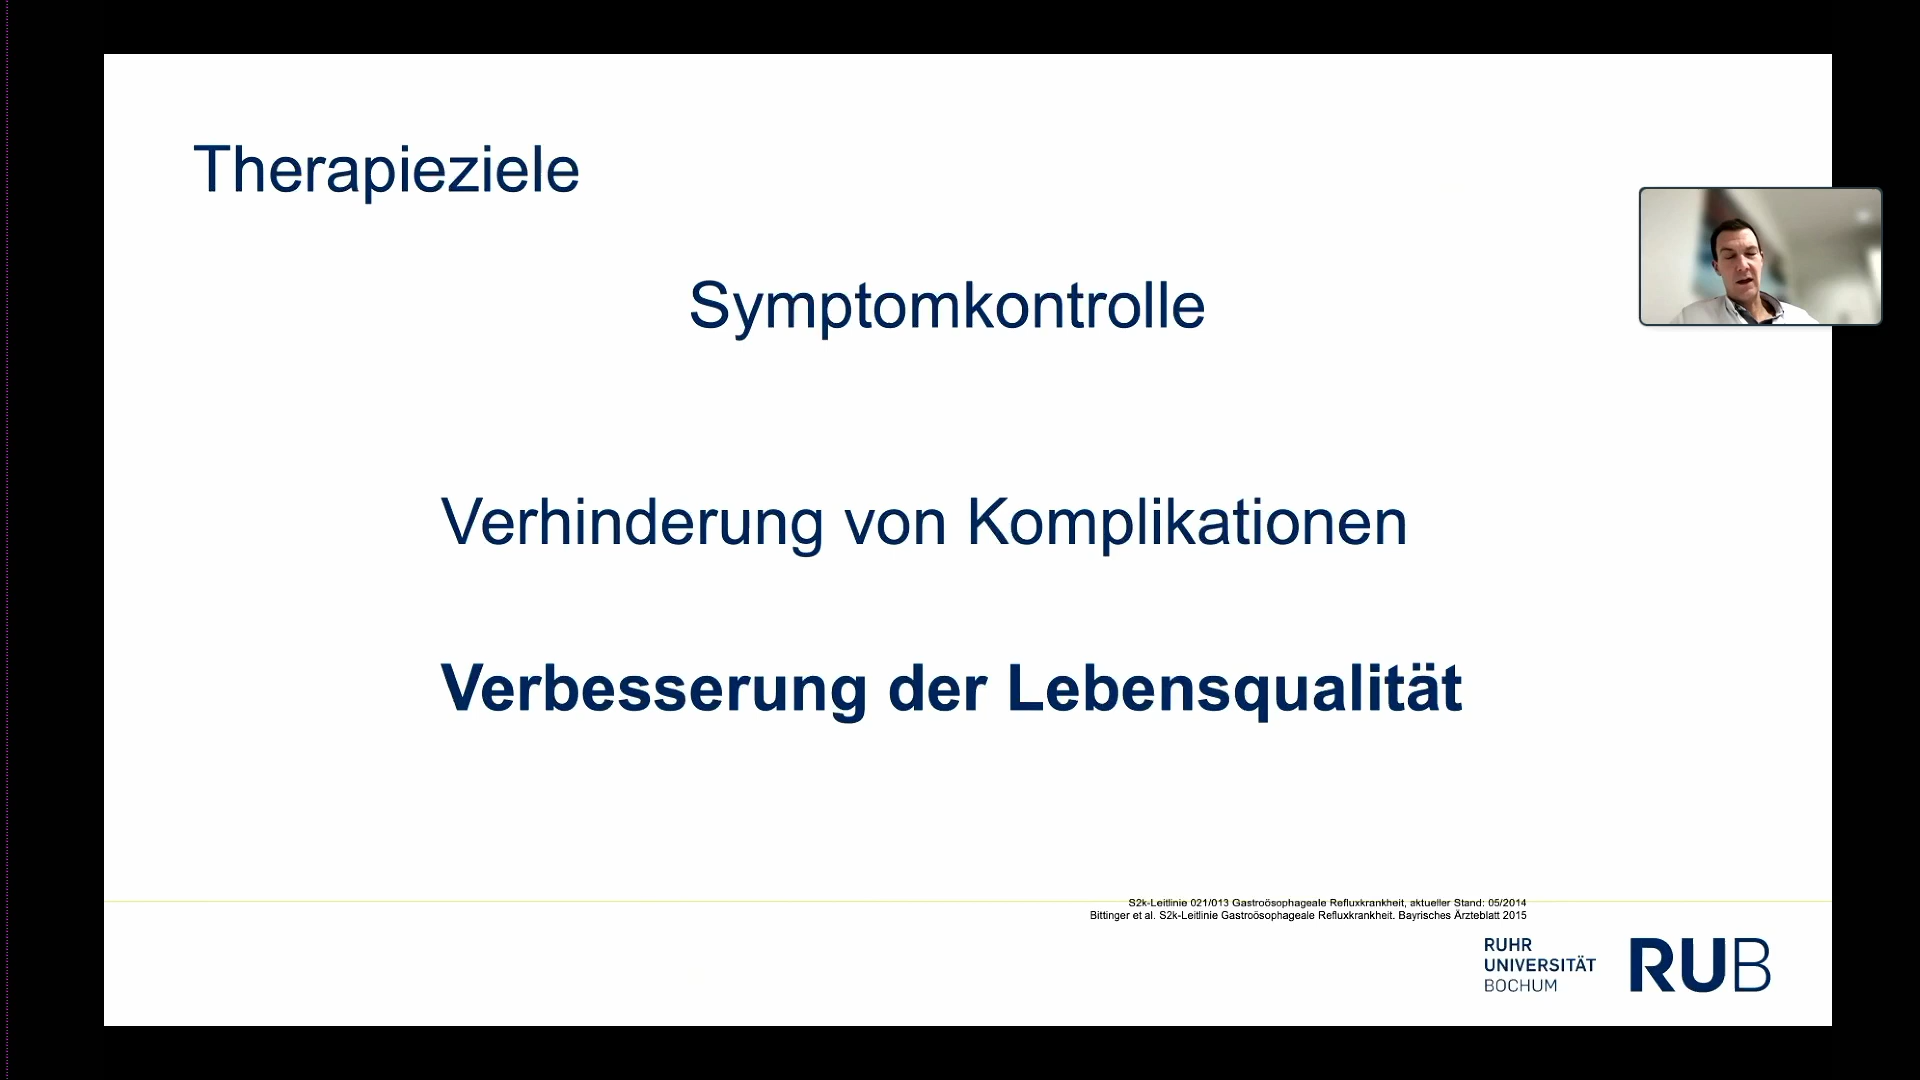 Therapieziele
Symptomkontrolle
Verhinderung von Komplikationen
Verbesserung der Lebensqualität
S2k-Leitlinie 021/013 Gastroösophageale Refluxkrankheit, aktueller Stand: 05/2014
Bittinger et al. S2k-Leitlinie Gastroösophageale Refluxkrankheit. Bayrisches Ärzteblatt 2015
RUHR
UNIVERSITÄT
BOCHUM
RUB